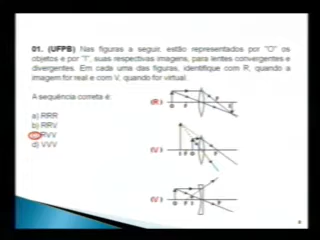 01. (UFPB) Nas figuras a seguir, estão representados por "O" os
objetos e por "I", suas respectivas imagens, para lentes convergentes e
divergentes. Em cada uma das figuras, identifique com R, quando a
imagem for real e com V, quando for virtual.
A sequência correta é:
a) RRR
b) RRV
RVV
d) VVV
(R)
O F
(V)
I F O
(V)